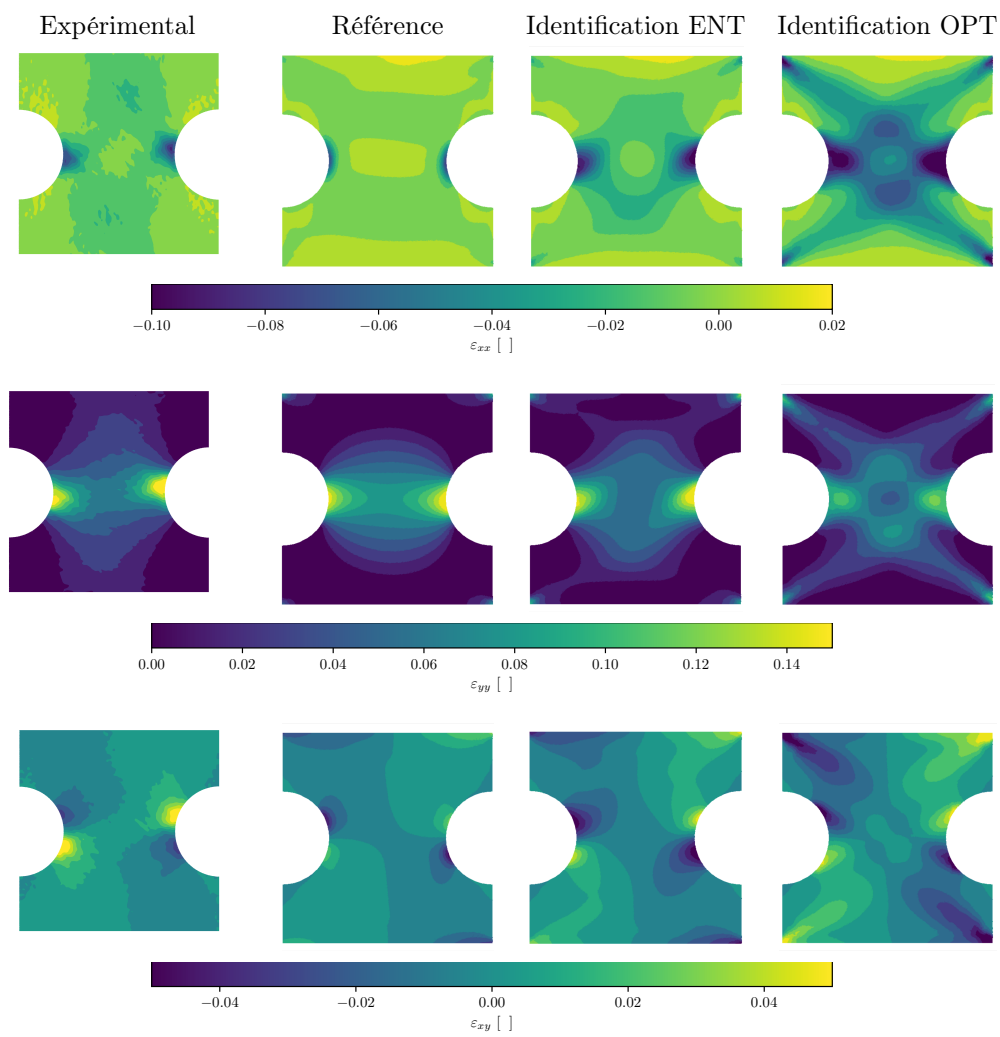 Expérimental Référence Identification ENT Identification OPT
−0.10 −0.08 −0.06 −0.04 −0.02 0.00 0.02
εxx [ ]
0.00 0.02 0.04 0.06 0.08 0.10 0.12 0.14
εyy [ ]
−0.04 −0.02 0.00 0.02 0.04
εxy [ ]